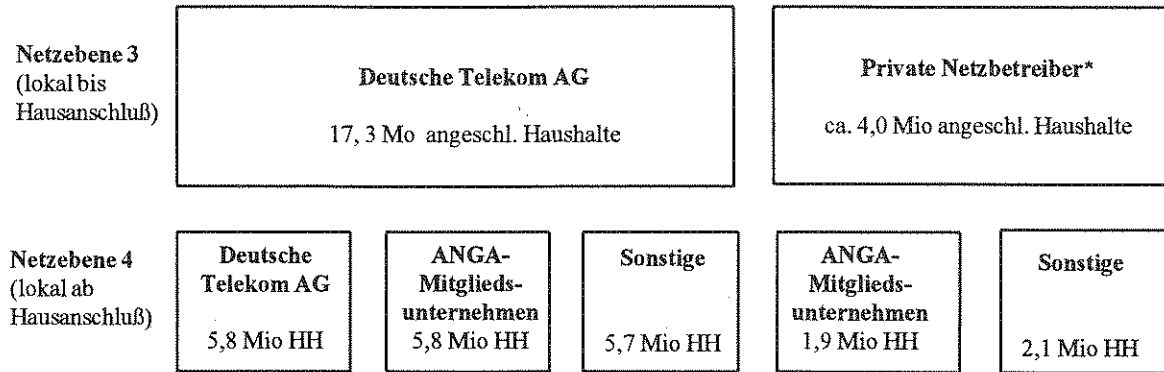 Netzebene 3
(lokal bis
Hausanschluß)
Deutsche Telekom AG
17, 3 Mo angeschl. Haushalte
Private Netzbetreiber*
ca. 4,0 Mio angeschl. Haushalte
Netzebene 4
(lokal ab
Hausanschluß)
Deutsche
Telekom AG
5,8 Mio HH
ANGA-
Mitglieds-
unternehmen
5,8 Mio HH
Sonstige
5,7 Mio HH
ANGA-
Mitglieds-
unternehmen
1,9 Mio HH
Sonstige
2,1 Mio HH